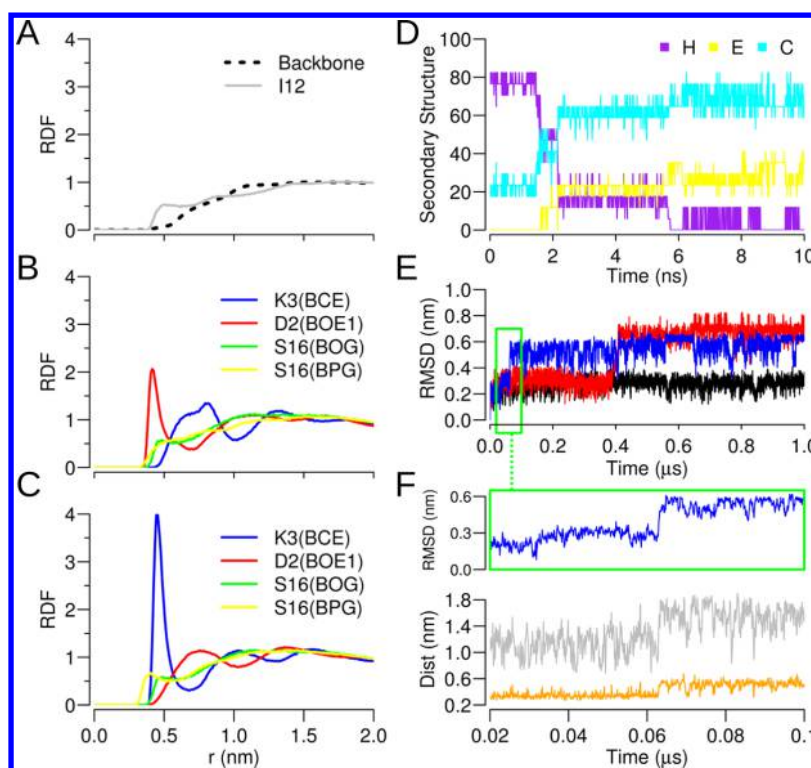 A
4
3
2
1
0
RDF
Backbone
I12
B
4
3
2
1
0
RDF
K3(BCE)
D2(BOE1)
S16(BOG)
S16(BPG)
C
4
3
2
1
0
RDF
K3(BCE)
D2(BOE1)
S16(BOG)
S16(BPG)
0.0 0.5 1.0 1.5 2.0
r (nm)
D
100
80
60
40
20
0
Secondary Structure
H E C
0 2 4 6 8 10
Time (ns)
E
1.0
0.8
0.6
0.4
0.2
0.0
RMSD (nm)
0.0 0.2 0.4 0.6 0.8 1.0
Time (μs)
F
0.6
0.3
0.0
RMSD (nm)
1.8
1.4
1.0
0.6
0.2
Dist (nm)
0.02 0.04 0.06 0.08 0.1
Time (μs)